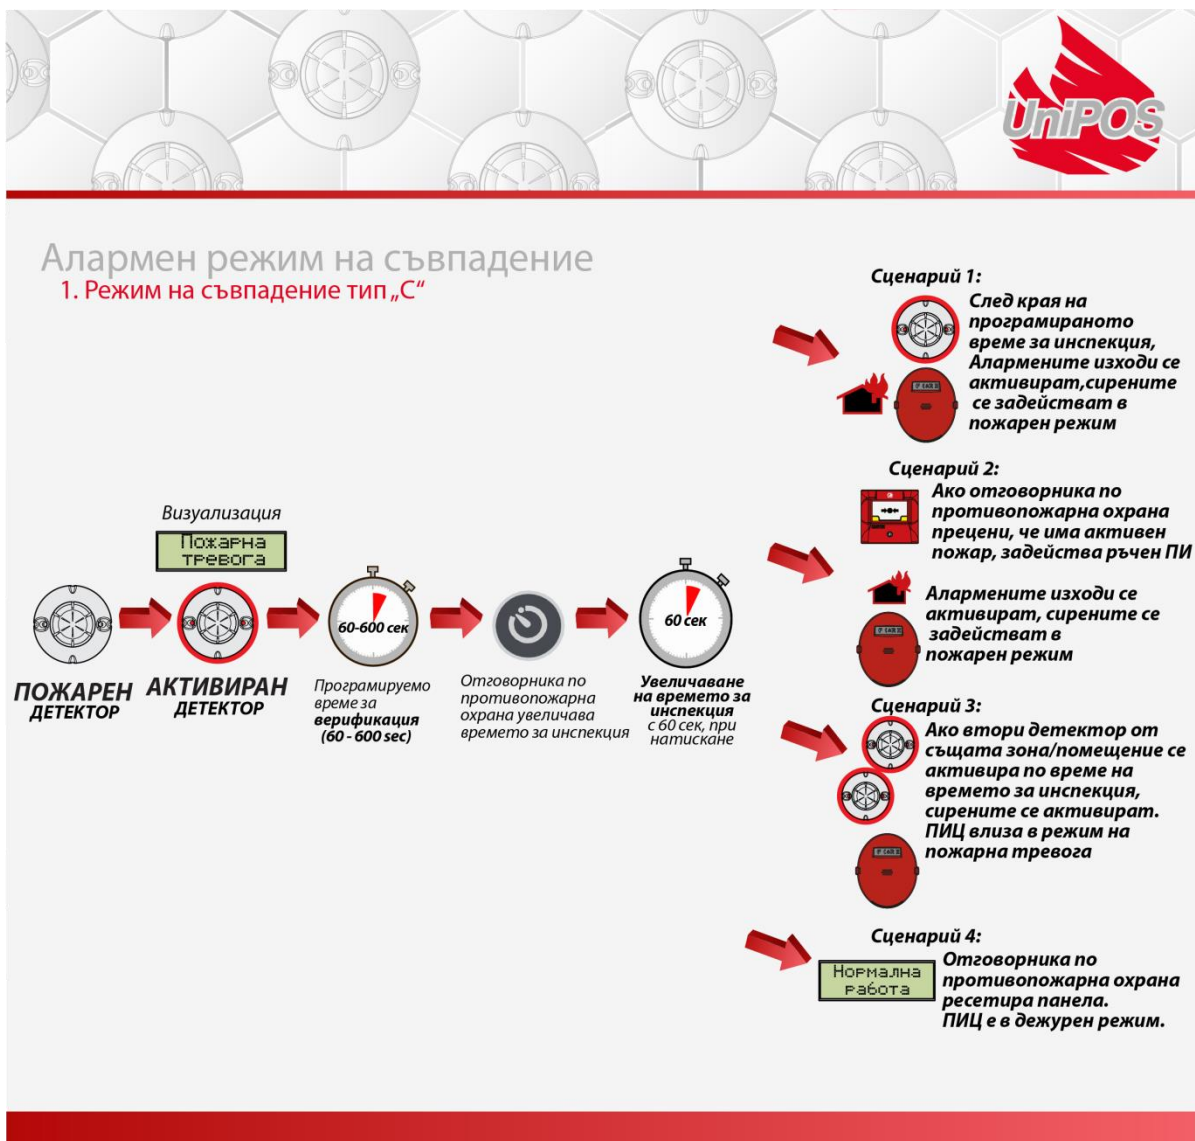 UniPOS
Алармен режим на съвпадение
1. Режим на съвпадение тип „C“
Визуализация
Пожарна
тревога
ПОЖАРЕН
ДЕТЕКТОР
АКТИВИРАН
ДЕТЕКТОР
60-600 сек
Програмируемо
време за
верификация
(60 - 600 sec)
Отговорника по
противопожарна
охрана увеличава
времето за инспекция
60 сек
Увеличаване
на времето за
инспекция
с 60 сек, при
натискане
Сценарий 1:
След края на
програмираното
време за инспекция,
Алармените изходи се
активират,сирените
се задействат в
пожарен режим
Сценарий 2:
Ако отговорника по
противопожарна охрана
прецени, че има активен
пожар, задейства ръчен ПИ
Алармените изходи се
активират, сирените се
задействат в
пожарен режим
Сценарий 3:
Ако втори детектор от
същата зона/помещение се
активира по време на
времето за инспекция,
сирените се активират.
ПИЦ влиза в режим на
пожарна тревога
Сценарий 4:
Нормална
работа
Отговорника по
противопожарна охрана
ресетира панела.
ПИЦ е в дежурен режим.